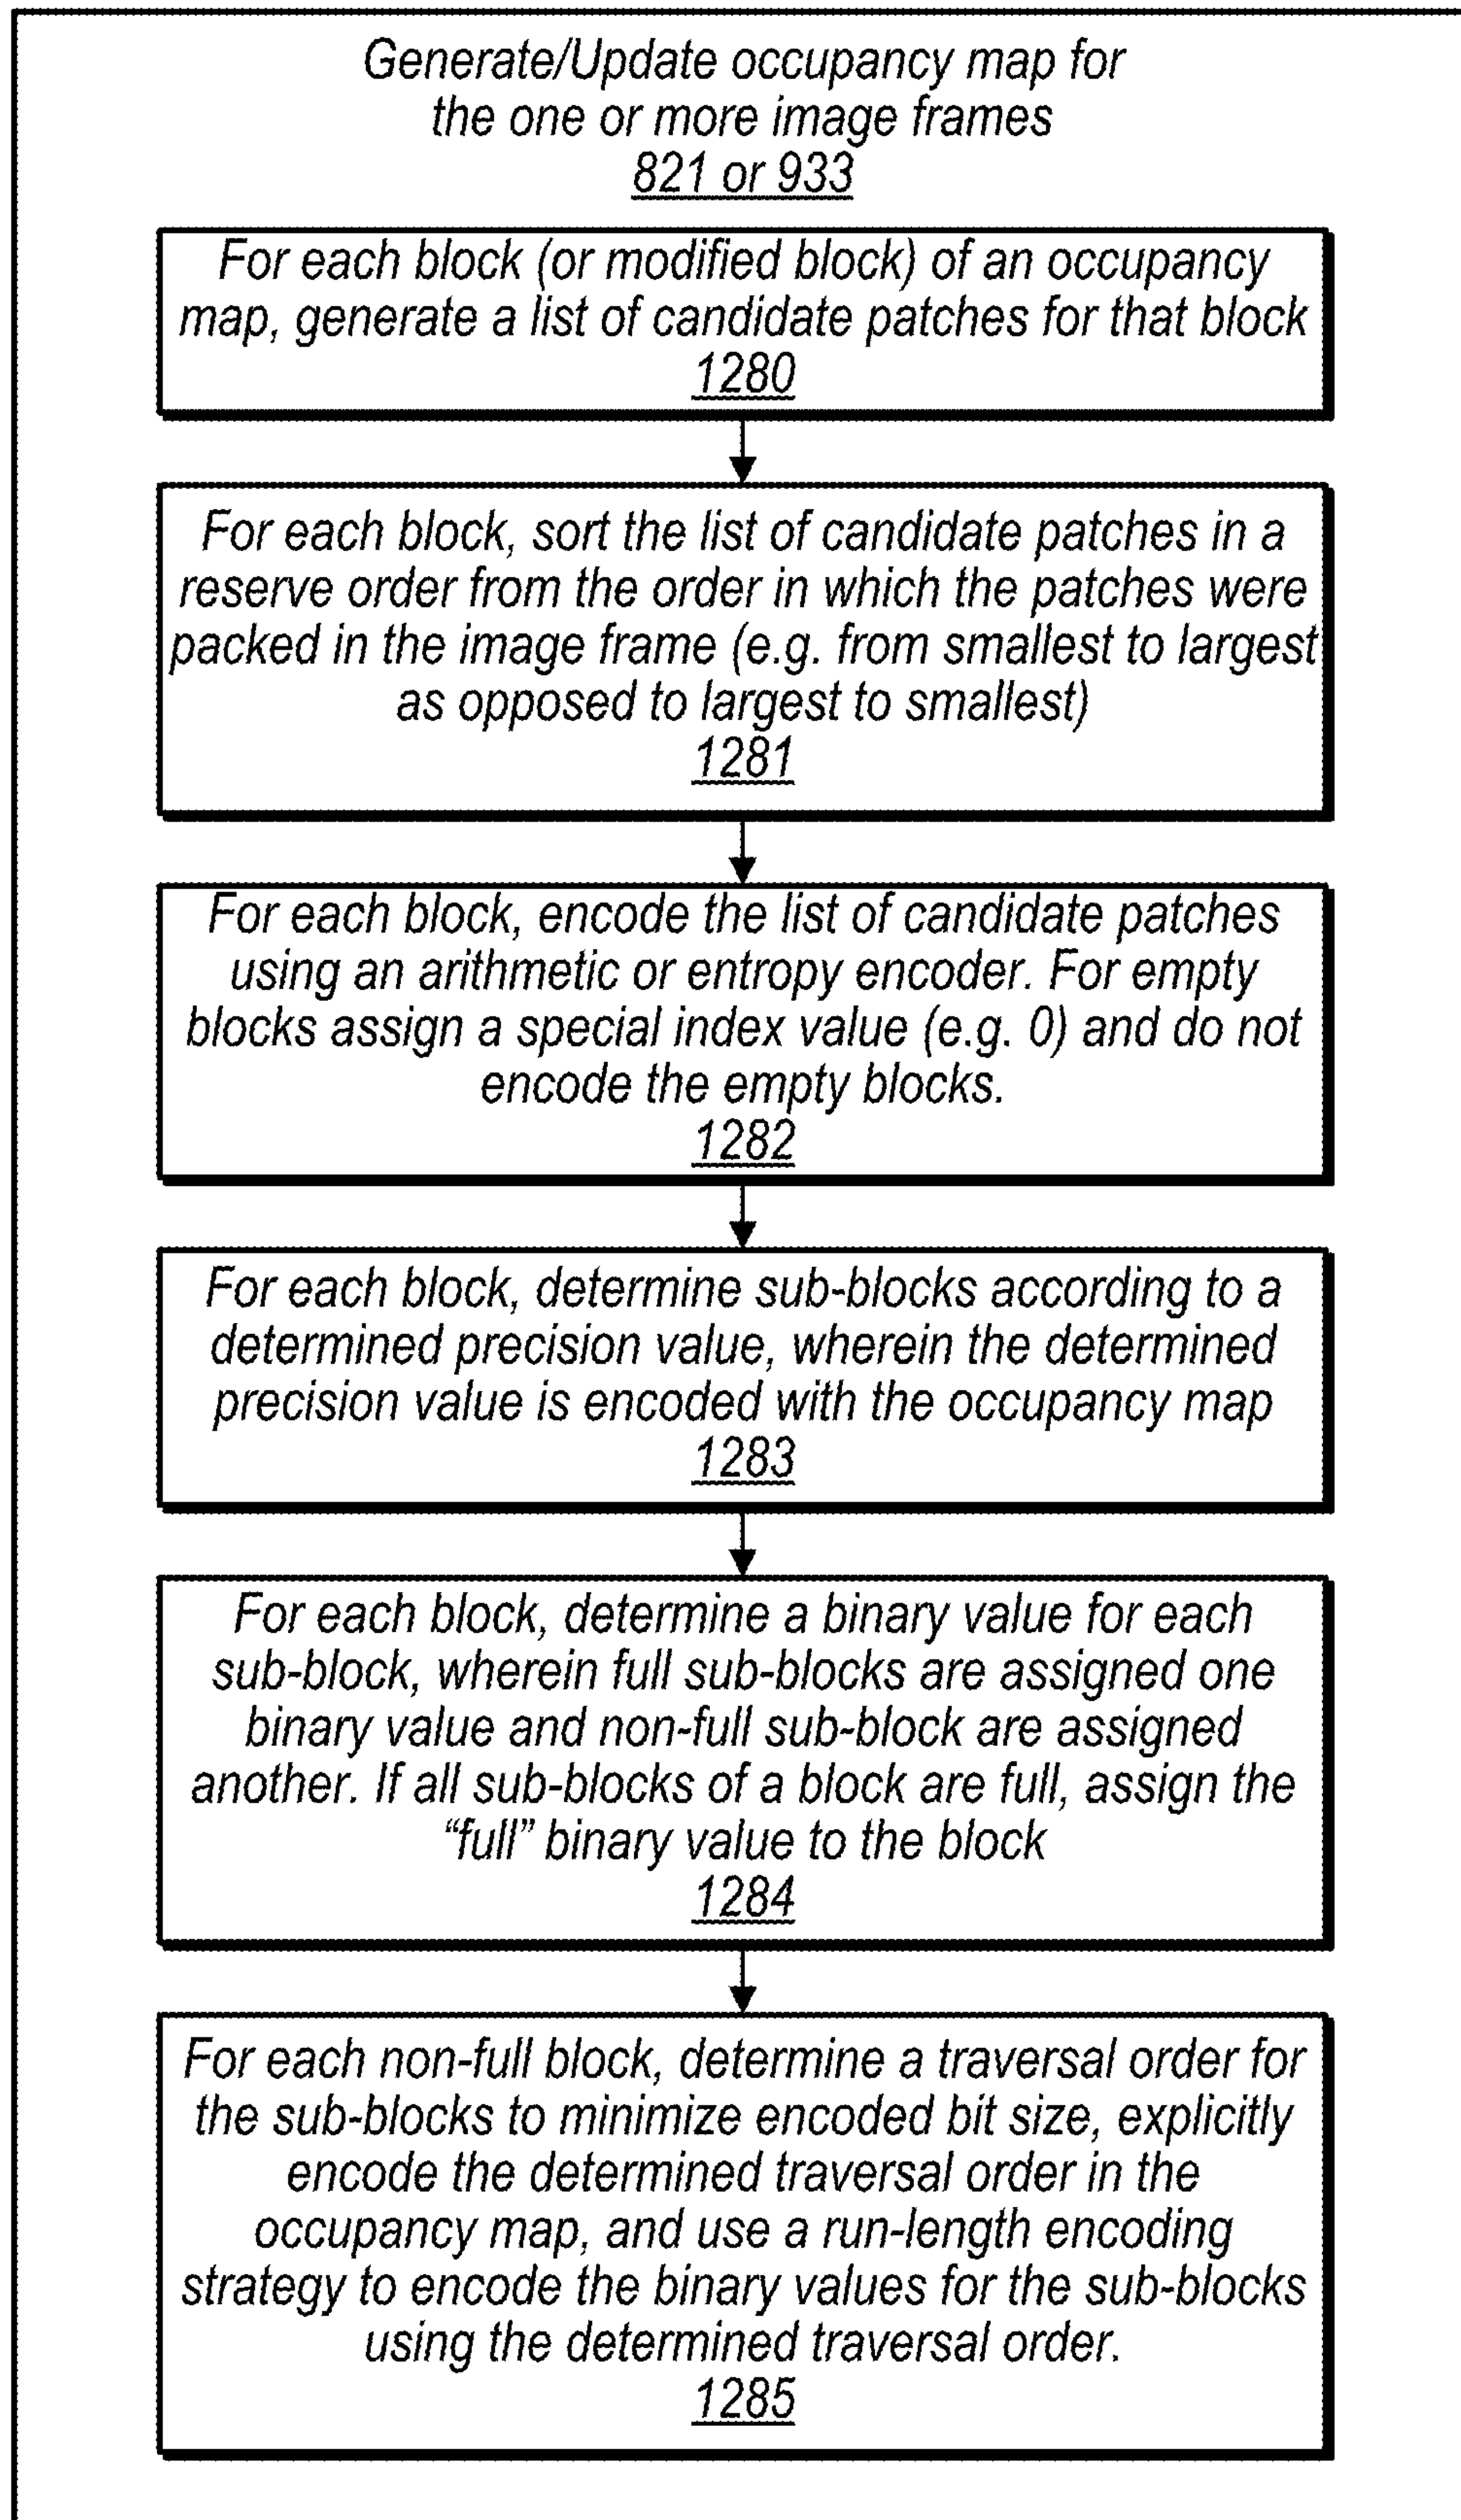 Generate/Update occupancy map for
the one or more image frames
821 or 933
For each block (or modified block) of an occupancy
map, generate a list of candidate patches for that block
1280
For each block, sort the list of candidate patches in a
reserve order from the order in which the patches were
packed in the image frame (e.g. from smallest to largest
as opposed to largest to smallest)
1281
For each block, encode the list of candidate patches
using an arithmetic or entropy encoder. For empty
blocks assign a special index value (e.g. 0) and do not
encode the empty blocks.
1282
For each block, determine sub-blocks according to a
determined precision value, wherein the determined
precision value is encoded with the occupancy map
1283
For each block, determine a binary value for each
sub-block, wherein full sub-blocks are assigned one
binary value and non-full sub-block are assigned
another. If all sub-blocks of a block are full, assign the
“full” binary value to the block
1284
For each non-full block, determine a traversal order for
the sub-blocks to minimize encoded bit size, explicitly
encode the determined traversal order in the
occupancy map, and use a run-length encoding
strategy to encode the binary values for the sub-blocks
using the determined traversal order.
1285